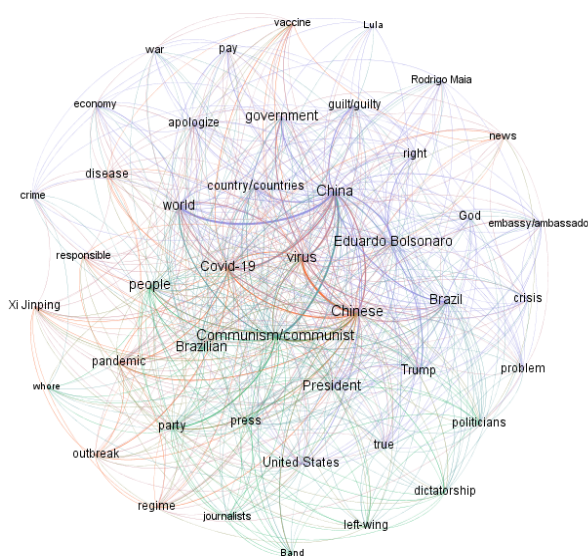 vaccine
Lula
war
pay
Rodrigo Maia
economy
government
guilt/guilty
apologize
news
right
disease
country/countries
China
crime
world
God
embassy/ambassado
Eduardo Bolsonaro
responsible
virus
Covid-19
people
Xi Jinping
Brazil
crisis
Chinese
Communism/communist
Brazilian
pandemic
Trump
problem
whore
President
party
press
politicians
true
outbreak
United States
dictatorship
regime
journalists
left-wing
Band